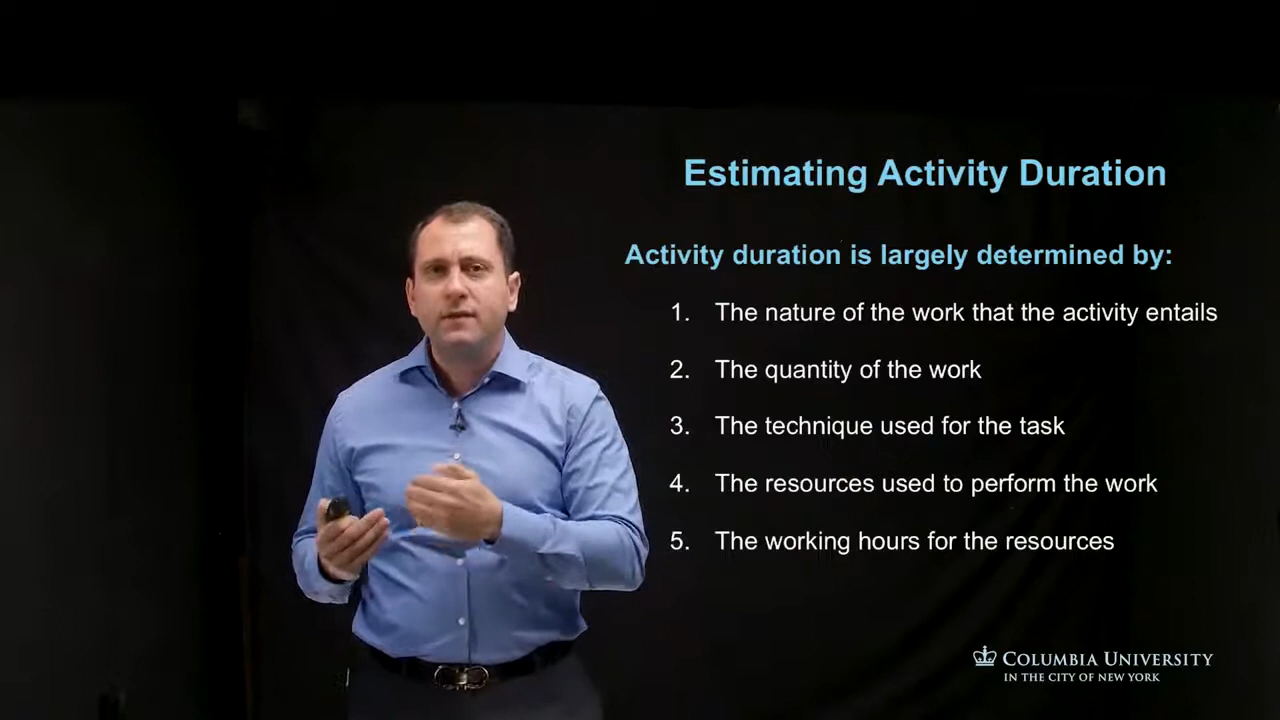 Estimating Activity Duration
Activity duration is largely determined by:
1. The nature of the work that the activity entails
2. The quantity of the work
3. The technique used for the task
4. The resources used to perform the work
5. The working hours for the resources
COLUMBIA UNIVERSITY
IN THE CITY OF NEW YORK